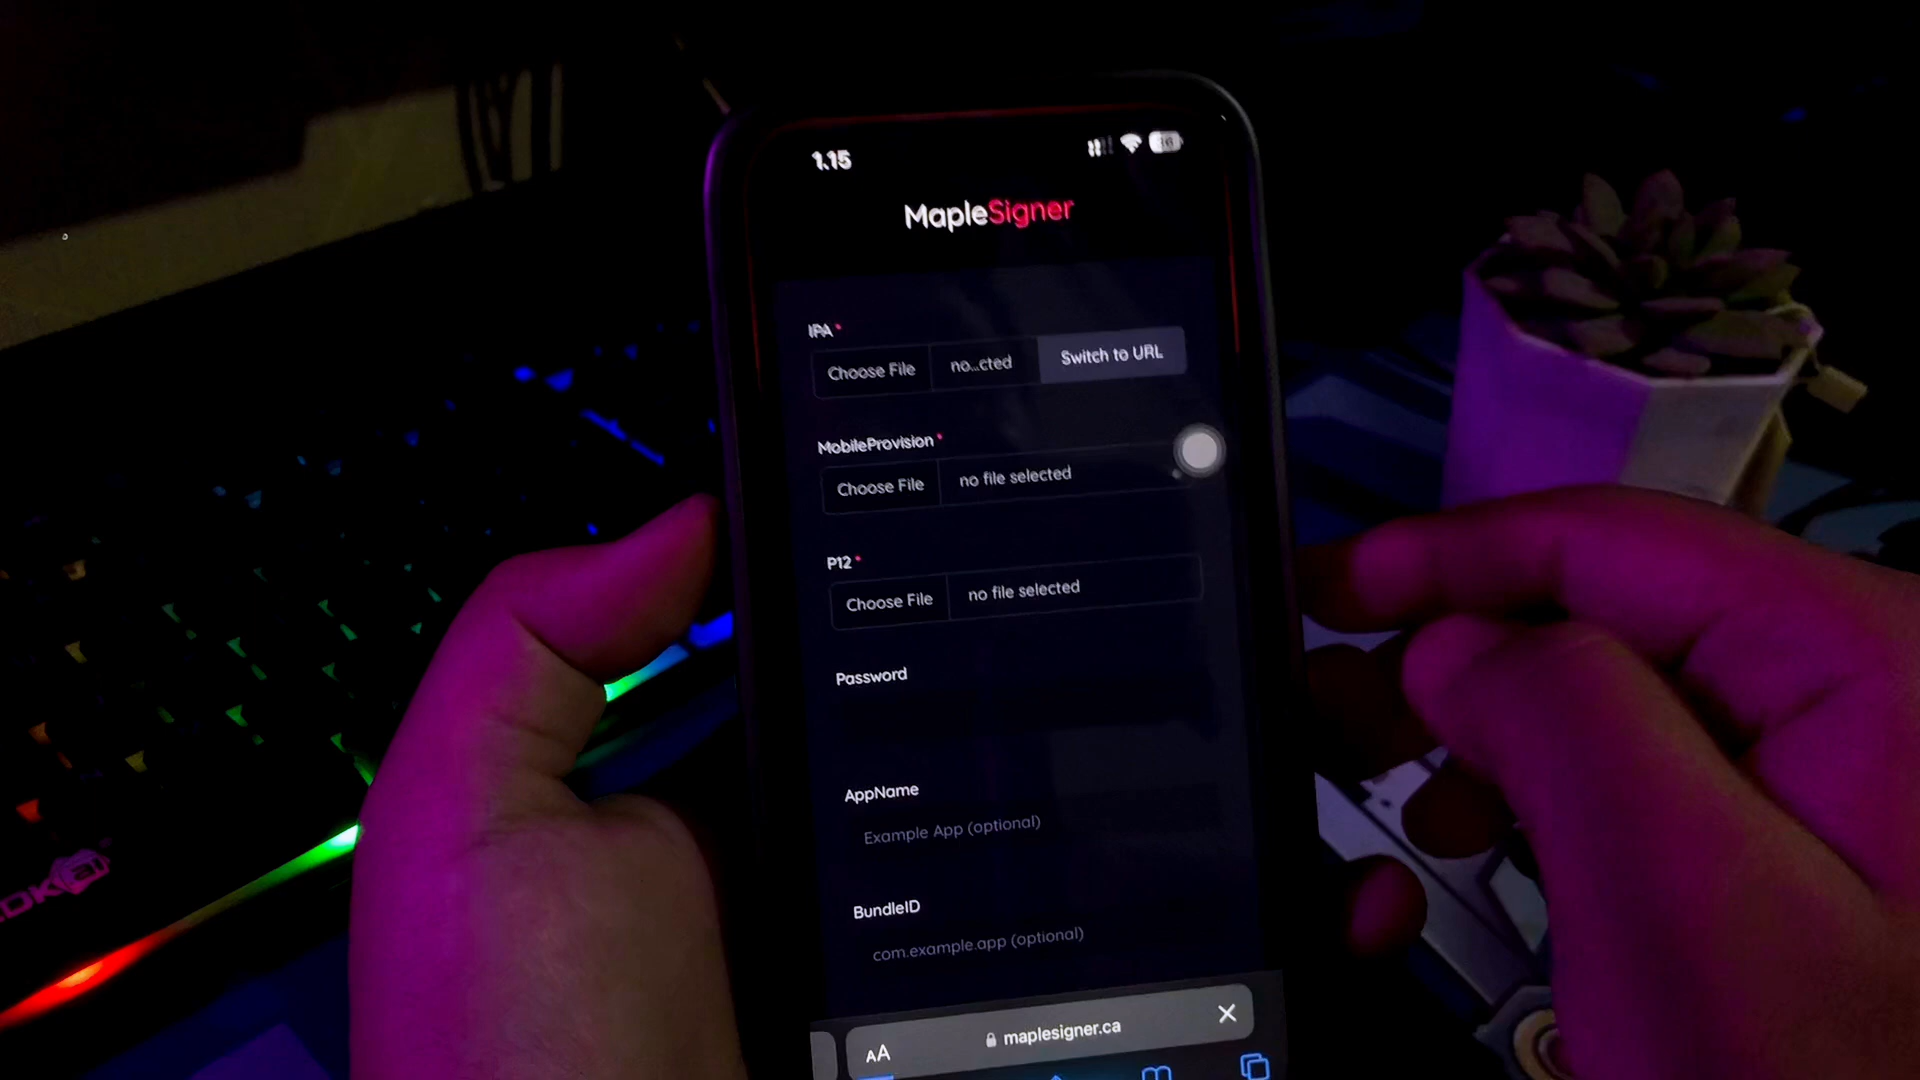 1.15
MapleSigner
IPA *
Choose File no...cted Switch to URL
MobileProvision *
Choose File no file selected
P12 *
Choose File no file selected
Password
AppName
Example App (optional)
BundleID
com.example.app (optional)
AA maplesigner.ca